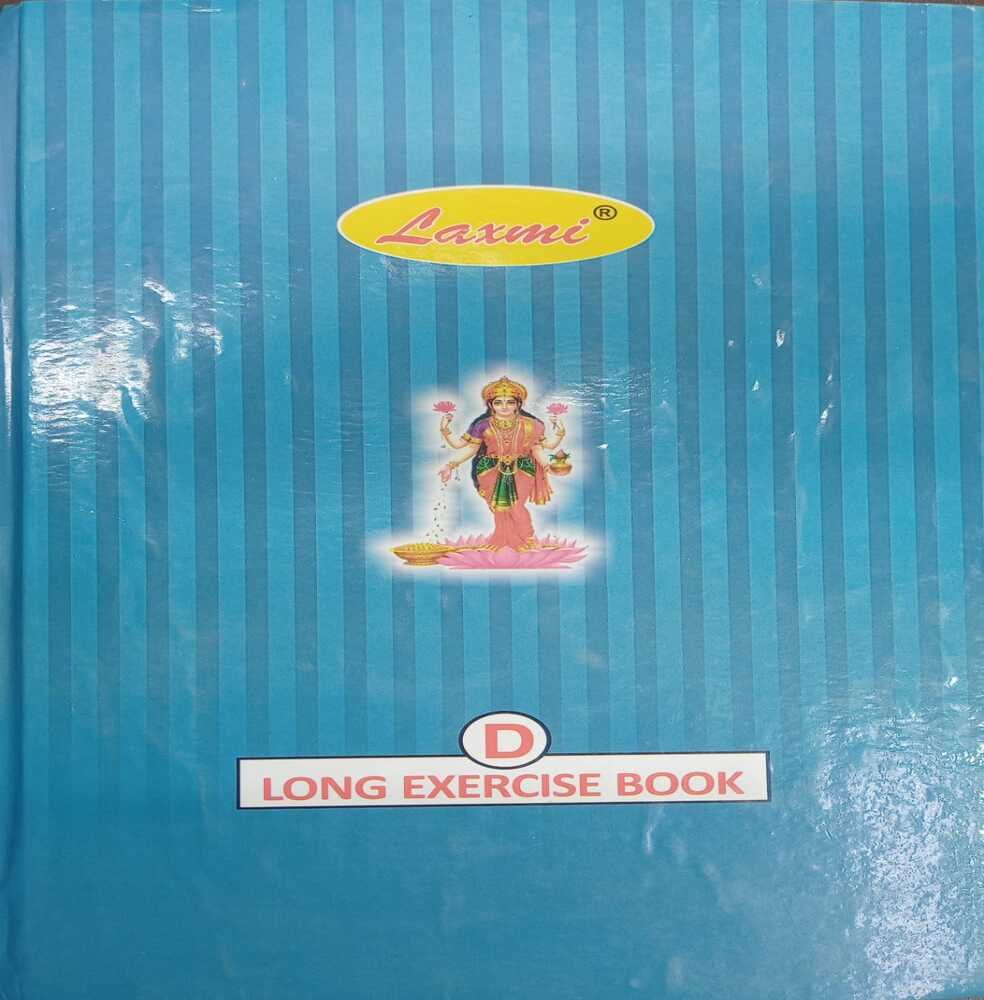 Laxmi ®
D
LONG EXERCISE BOOK